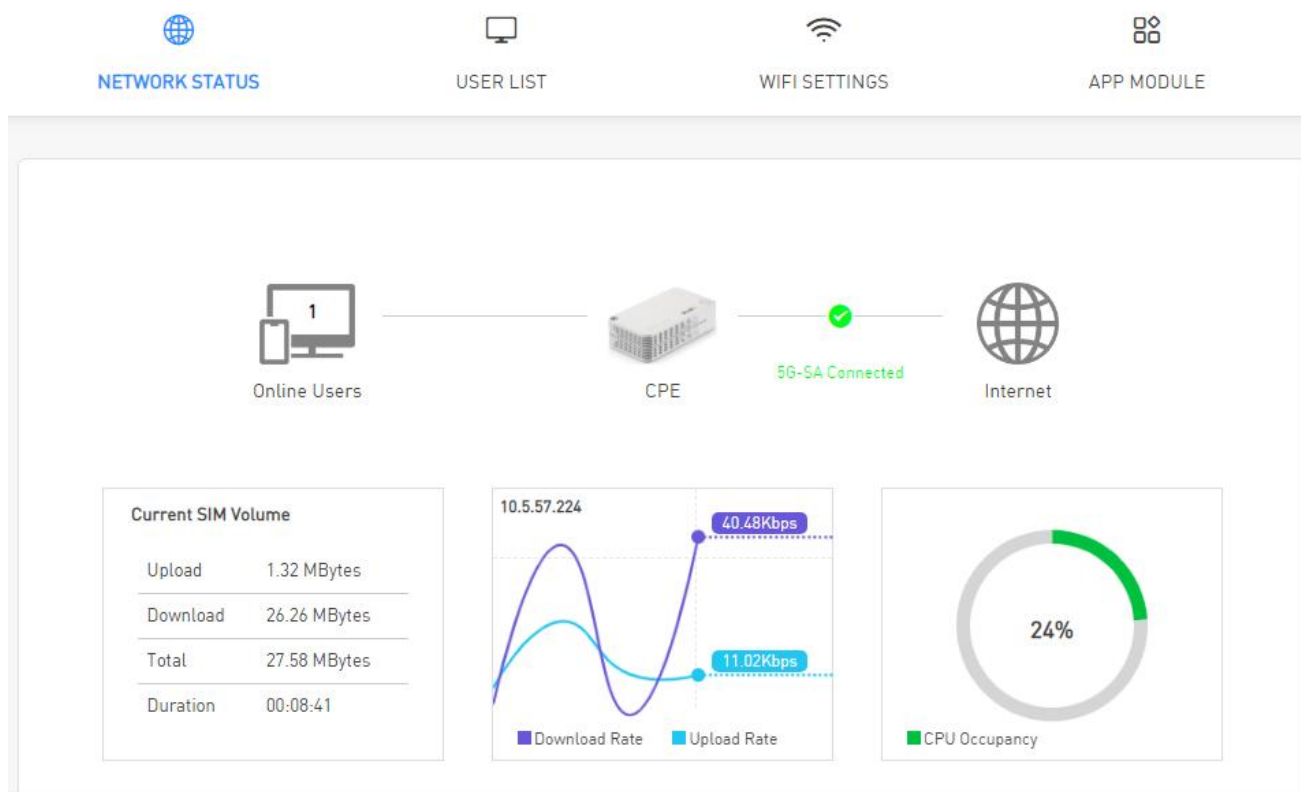 NETWORK STATUS
USER LIST
WIFI SETTINGS
APP MODULE
1
5G-SA Connected
Online Users
CPE
Internet
Current SIM Volume
Upload 1.32 MBytes
Download 26.26 MBytes
Total 27.58 MBytes
Duration 00:08:41
10.5.57.224
40.48Kbps
11.02Kbps
Download Rate Upload Rate
24%
CPU Occupancy